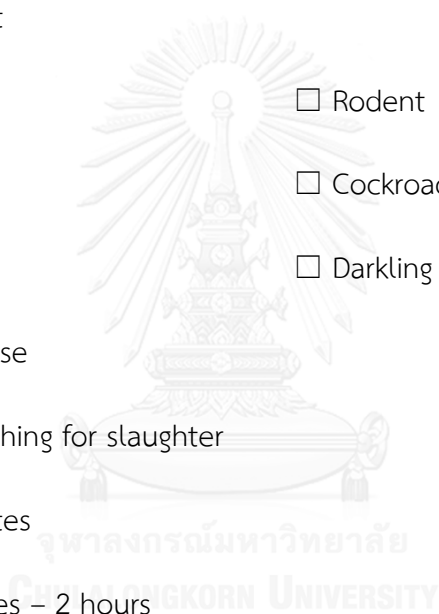 t
☐ Rodent
☐ Cockroac
☐ Darkling
se
hing for slaughter
tes
จุฬาลงกรณ์มหาวิทยาลัย
es – 2 hours
CHULALONGKORN UNIVERSITY